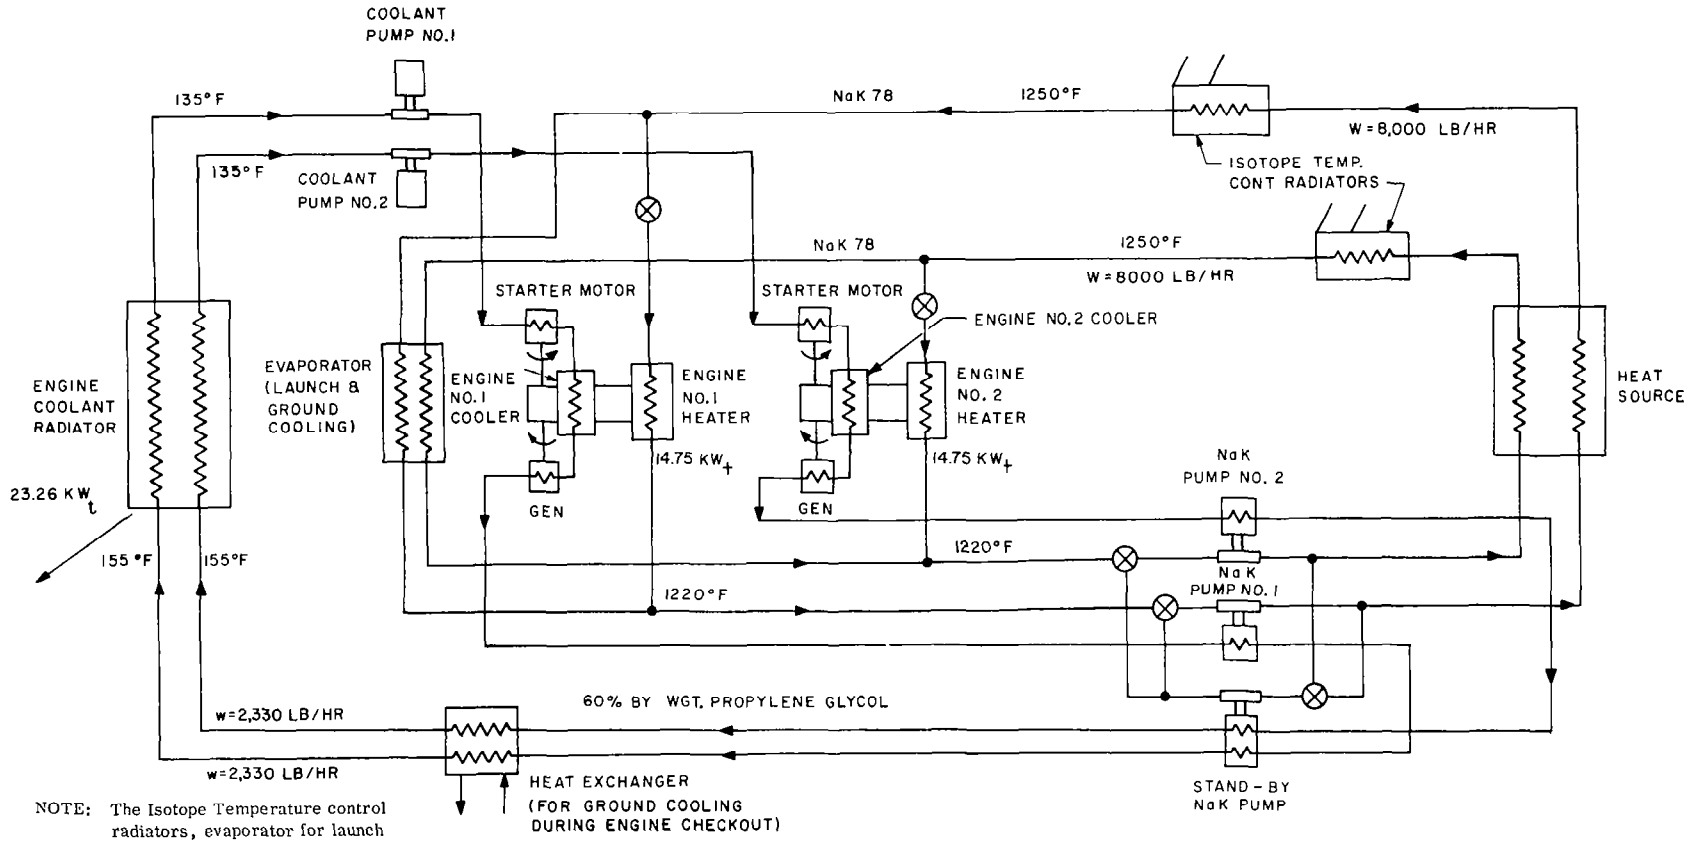 COOLANT
PUMP NO.1
135°F
NaK 78
1250°F
W=8,000 LB/HR
135°F
COOLANT
PUMP NO.2
ISOTOPE TEMP.
CONT RADIATORS
NaK 78
1250°F
W=8000 LB/HR
STARTER MOTOR
STARTER MOTOR
ENGINE NO.2 COOLER
ENGINE
COOLANT
RADIATOR
EVAPORATOR
(LAUNCH &
GROUND
COOLING)
ENGINE
NO.1
COOLER
ENGINE
NO.1
HEATER
ENGINE
NO. 2
HEATER
HEAT
SOURCE
14.75 KWt
14.75 KWt
NaK
PUMP NO. 2
23.26 KWt
GEN
GEN
155°F
155°F
1220°F
NaK
PUMP NO.1
1220°F
60% BY WGT. PROPYLENE GLYCOL
w=2,330 LB/HR
w=2,330 LB/HR
HEAT EXCHANGER
(FOR GROUND COOLING
DURING ENGINE CHECKOUT)
STAND-BY
NaK PUMP
NOTE: The Isotope Temperature control
radiators, evaporator for launch